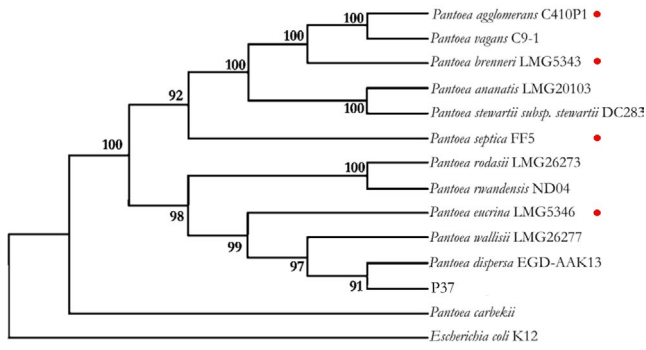 100 Pantoea agglomerans C410P1
100 Pantoea vagans C9-1
100 Pantoea brenneri LMG5343
Pantoea ananatis LMG20103
92 100 Pantoea stewartii subsp. stewartii DC283
100 Pantoea septica FF5
100 Pantoea rodasii LMG26273
Pantoea rwandensis ND04
98 Pantoea eucrina LMG5346
99 Pantoea wallisii LMG26277
97 Pantoea dispersa EGD-AAK13
91 P37
Pantoea carbekii
Escherichia coli K12